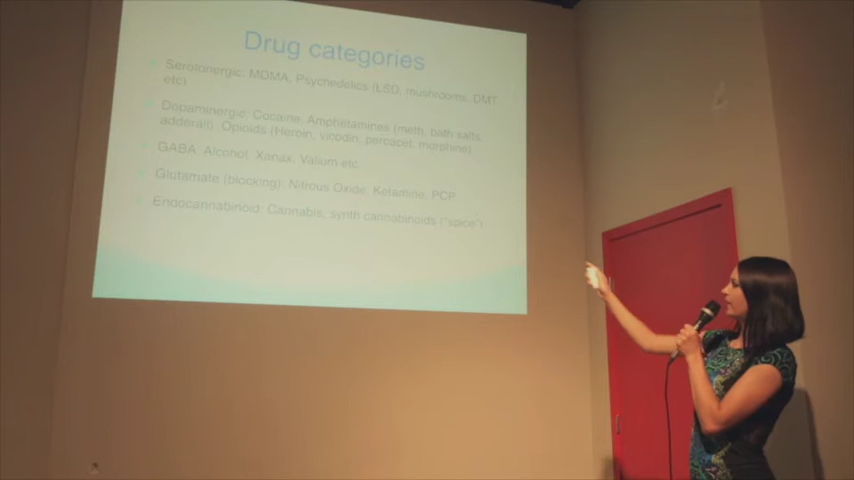 Drug categories
Serotonergic: MDMA, Psychedelics (LSD, mushrooms, DMT,
etc)
Dopaminergic: Cocaine, Amphetamines (meth, bath salts,
adderall), Opioids (Heroin, vicodin, percacet, morphine)
GABA: Alcohol, Xanax, Valium etc.
Glutamate (blocking): Nitrous Oxide, Ketamine, PCP
Endocannabinoid: Cannabis, synth cannabinoids ("spice")